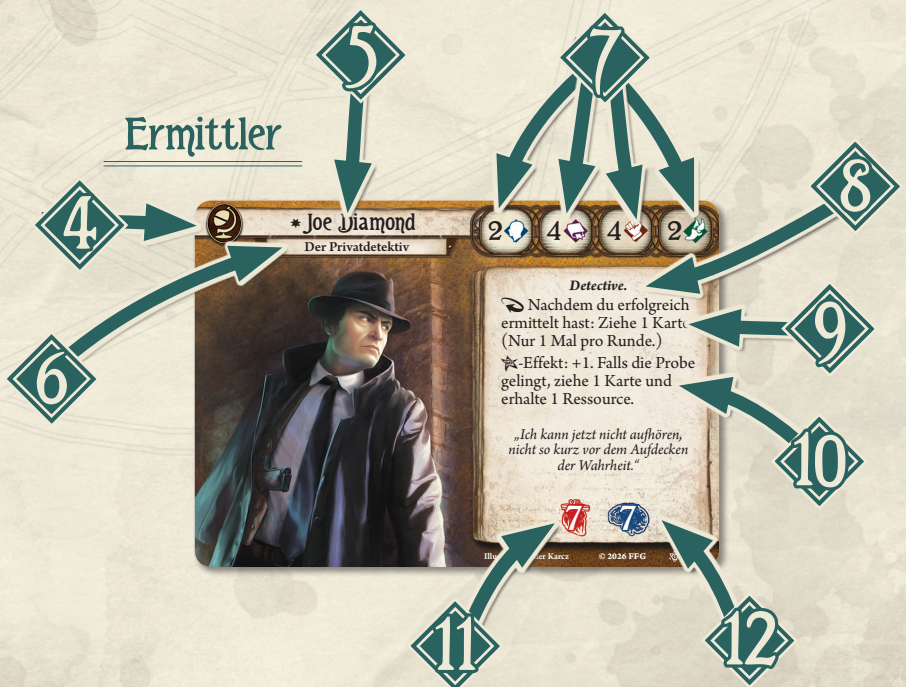 5
7
Ermittler
8
4
Joe Diamond
2 4 4 2
Der Privatdetektiv
Detective.
Nachdem du erfolgreich
ermittelt hast: Ziehe 1 Karte
(Nur 1 Mal pro Runde.)
9
6
-Effekt: +1. Falls die Probe
gelingt, ziehe 1 Karte und
erhalte 1 Ressource.
10
„Ich kann jetzt nicht aufhören,
nicht so kurz vor dem Aufdecken
der Wahrheit.“
7 7
Karcz © 2026 FFG
11
12